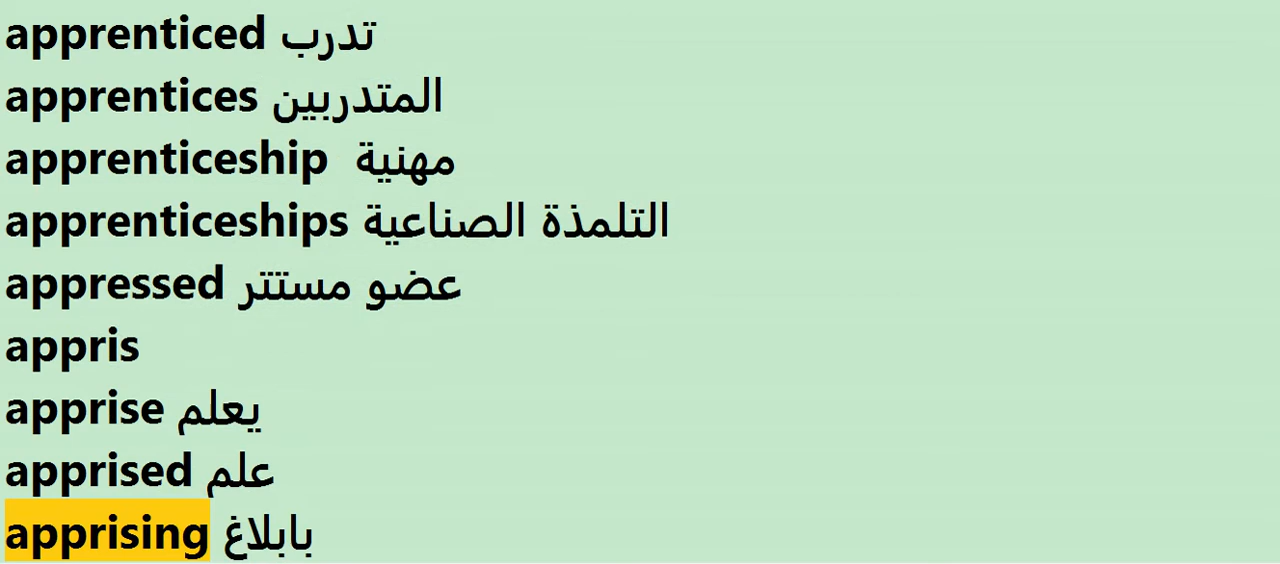 apprenticed تدرب
apprentices المتدربين
apprenticeship مهنية
apprenticeships التلمذة الصناعية
appressed عضو مستتر
appris
apprise يعلم
apprised علم
apprising بابلاغ